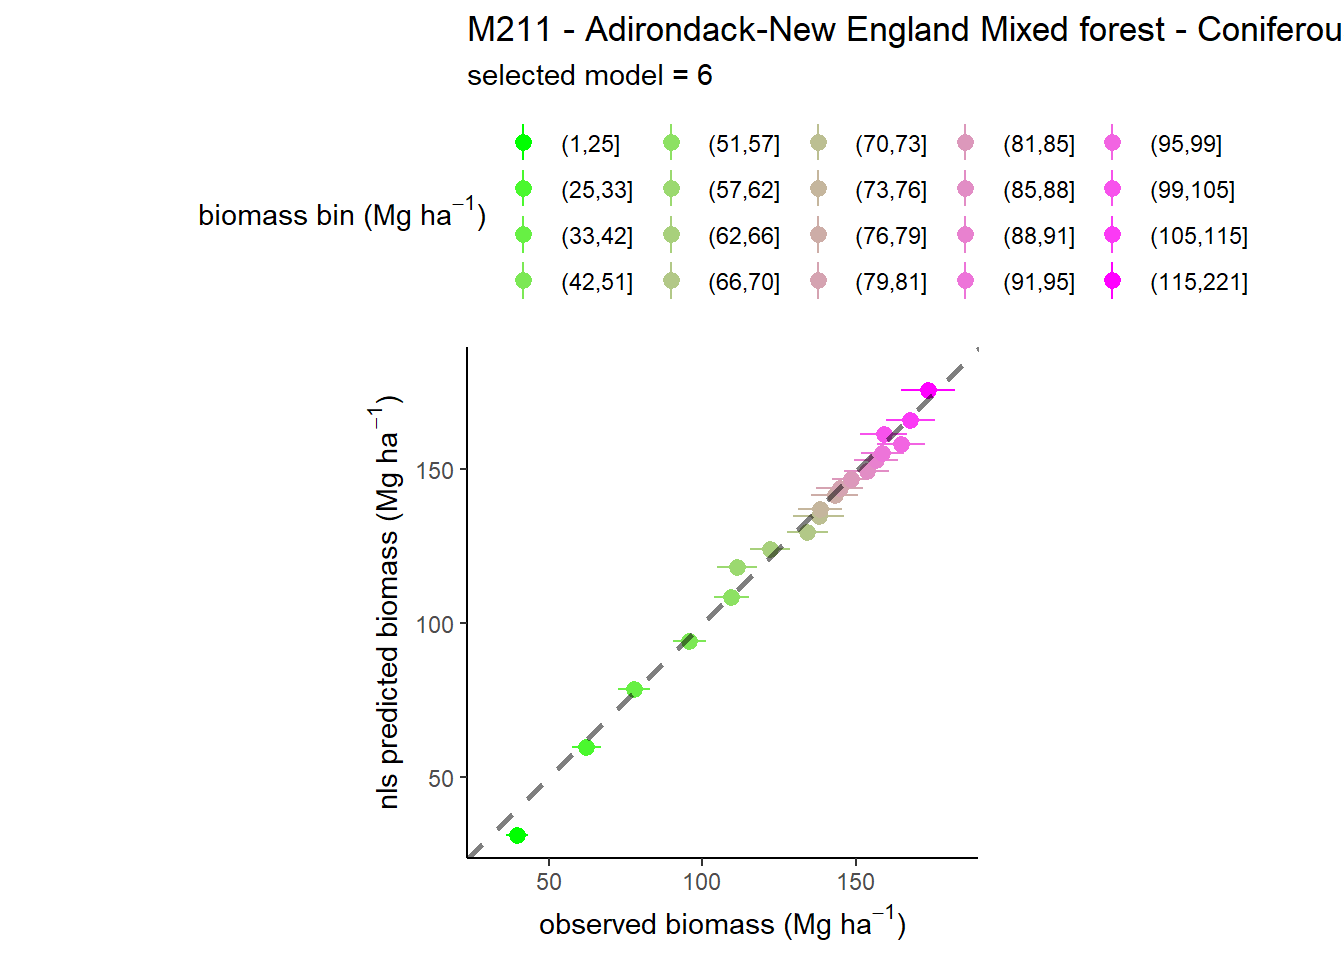 M211 - Adirondack-New England Mixed forest - Coniferou
selected model = 6
biomass bin (Mg ha⁻¹)
(1,25] (51,57] (70,73] (81,85] (95,99]
(25,33] (57,62] (73,76] (85,88] (99,105]
(33,42] (62,66] (76,79] (88,91] (105,115]
(42,51] (66,70] (79,81] (91,95] (115,221]
nls predicted biomass (Mg ha⁻¹)
150
100
50
50 100 150
observed biomass (Mg ha⁻¹)